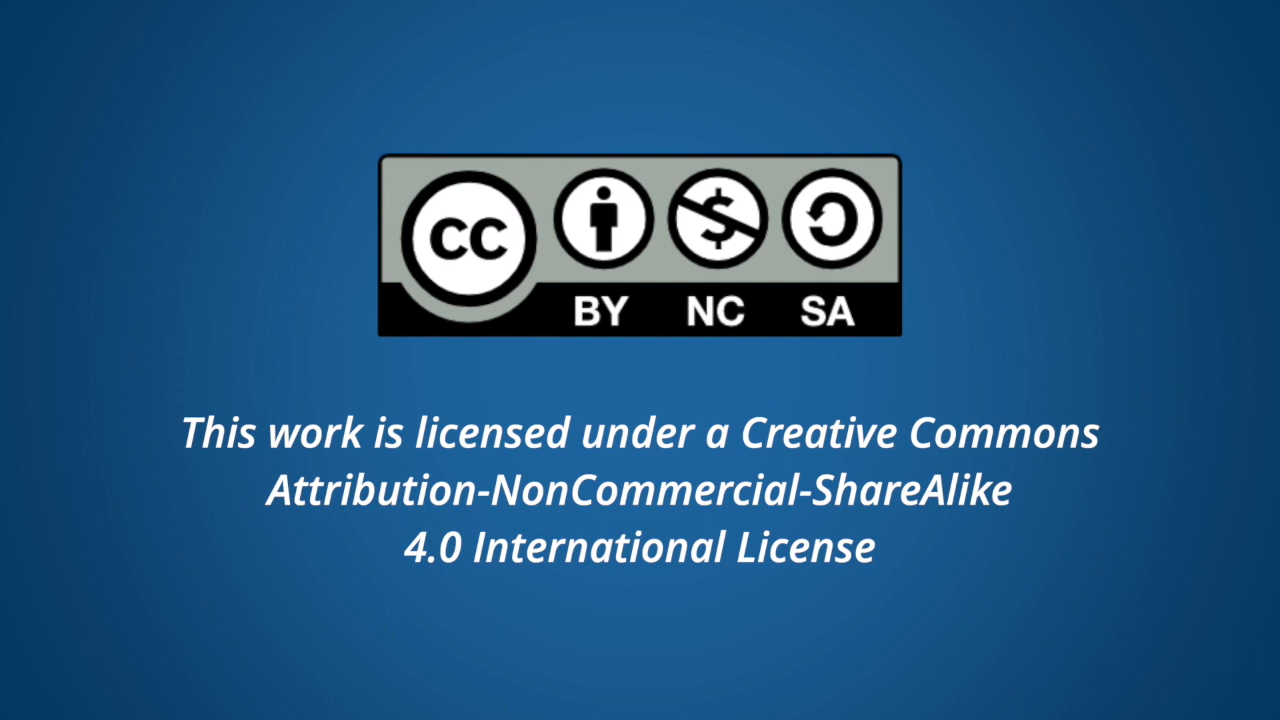 CC
BY NC SA
This work is licensed under a Creative Commons
Attribution-NonCommercial-ShareAlike
4.0 International License